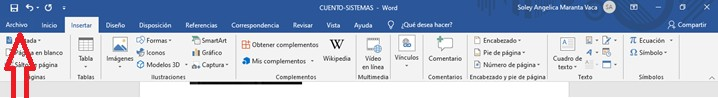 CUENTO-SISTEMAS - Word
Soley Angelica Maranta Vaca
SA
Archivo Inicio Insertar Diseño Disposición Referencias Correspondencia Revisar Vista Ayuda ¿Qué desea hacer? Compartir
Portada
Página en blanco
Salto de página
Páginas
Tabla
Tablas
Imágenes
Formas
Iconos
Modelos 3D
SmartArt
Gráfico
Captura
Ilustraciones
Obtener complementos
Mis complementos
Wikipedia
Complementos
Vídeo
en línea
Multimedia
Vínculos
Comentario
Comentarios
Encabezado
Pie de página
Número de página
Encabezado y pie de página
Cuadro de
texto
A
Texto
Ecuación
Símbolo
Símbolos